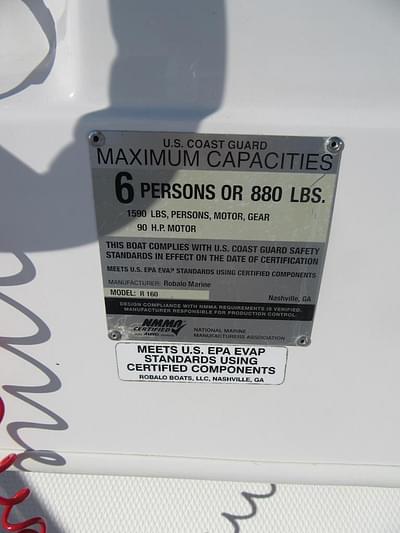 U.S. COAST GUARD
MAXIMUM CAPACITIES
6 PERSONS OR 880 LBS.
1590 LBS, PERSONS, MOTOR, GEAR
90 H.P. MOTOR
THIS BOAT COMPLIES WITH U.S. COAST GUARD SAFETY
STANDARDS IN EFFECT ON THE DATE OF CERTIFICATION
MEETS U.S. EPA EVAP STANDARDS USING CERTIFIED COMPONENTS
MANUFACTURER: Robalo Marine
MODEL: R 160 Nashville, GA
DESIGN COMPLIANCE WITH NMMA REQUIREMENTS IS VERIFIED.
MANUFACTURER RESPONSIBLE FOR PRODUCTION CONTROL.
NMMA
CERTIFIED
NATIONAL MARINE
MANUFACTURERS ASSOCIATION
MEETS U.S. EPA EVAP
STANDARDS USING
CERTIFIED COMPONENTS
ROBALO BOATS, LLC, NASHVILLE, GA